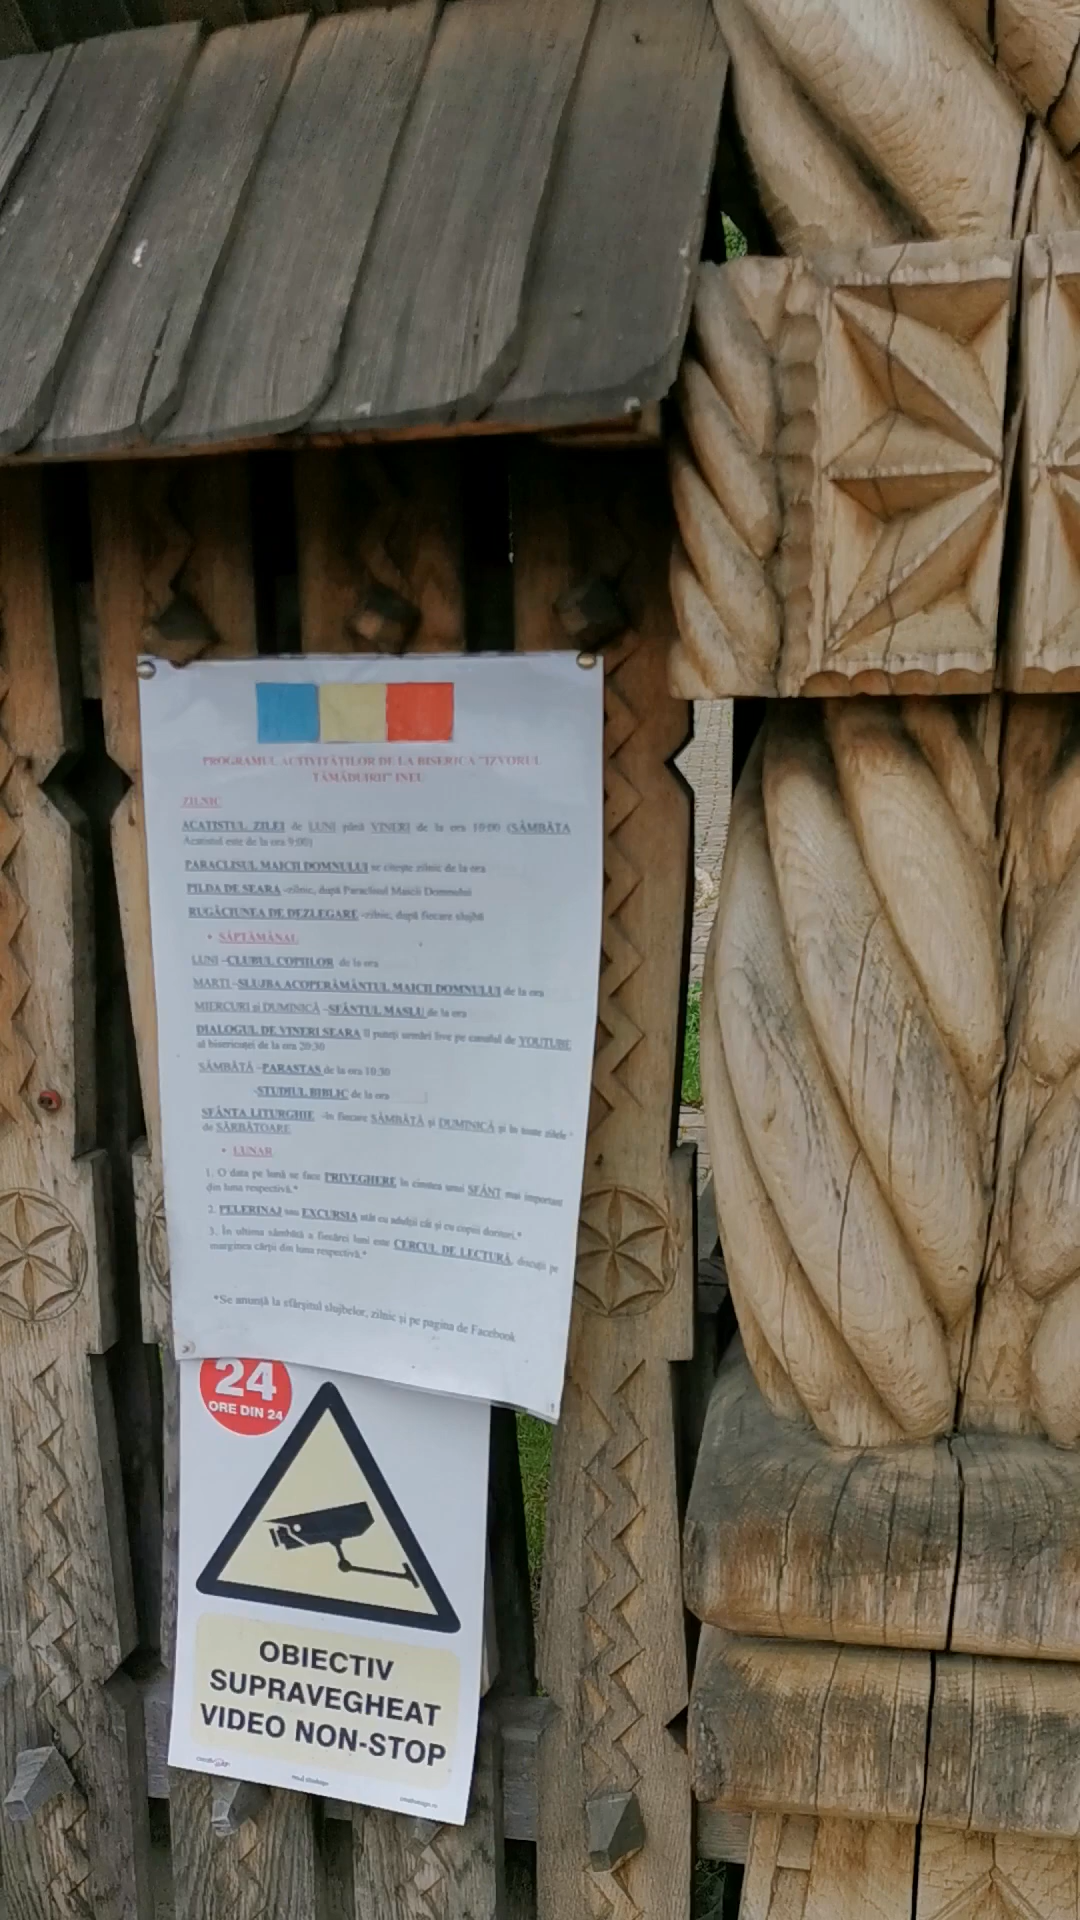 PROGRAMUL ACTIVITĂȚILOR DE LA BISERICA "IZVORUL
TĂMĂDUIRII" INEU
ZILNIC
ACATISTUL ZILEI de LUNI până VINERI de la ora 10:00 (SÂMBĂTA
Acatistul este de la ora 9:00)
PARACLISUL MAICII DOMNULUI se citește zilnic de la ora
PILDA DE SEARA -zilnic, după Paraclisul Maicii Domnului
RUGĂCIUNEA DE DEZLEGARE -zilnic, după fiecare slujbă
• SĂPTĂMÂNAL
LUNI -CLUBUL COPIILOR de la ora
MARTI -SLUJBA ACOPERĂMÂNTULUI MAICII DOMNULUI de la ora
MIERCURI și DUMINICĂ -SFÂNTUL MASLU de la ora
DIALOGUL DE VINERI SEARA îl puteți urmări live pe canalul de YOUTUBE
al bisericuței de la ora 20:30
SÂMBĂTĂ -PARASTAS de la ora 10:30
-STUDIUL BIBLIC de la ora
SFÂNTA LITURGHIE -în fiecare SÂMBĂTĂ și DUMINICĂ și în toate zilele
de SĂRBĂTOARE
• LUNAR
1. O data pe lună se face PRIVEGHERE în cinstea unui SFÂNT mai important
din luna respectivă.*
2. PELERINAJ sau EXCURSIA atât cu adulții cât și cu copiii doritori.*
3. În ultima sâmbătă a fiecărei luni este CERCUL DE LECTURĂ, discuții pe
marginea cărții din luna respectivă.*
*Se anunță la sfârșitul slujbelor, zilnic și pe pagina de Facebook
24
ORE DIN 24
OBIECTIV
SUPRAVEGHEAT
VIDEO NON-STOP